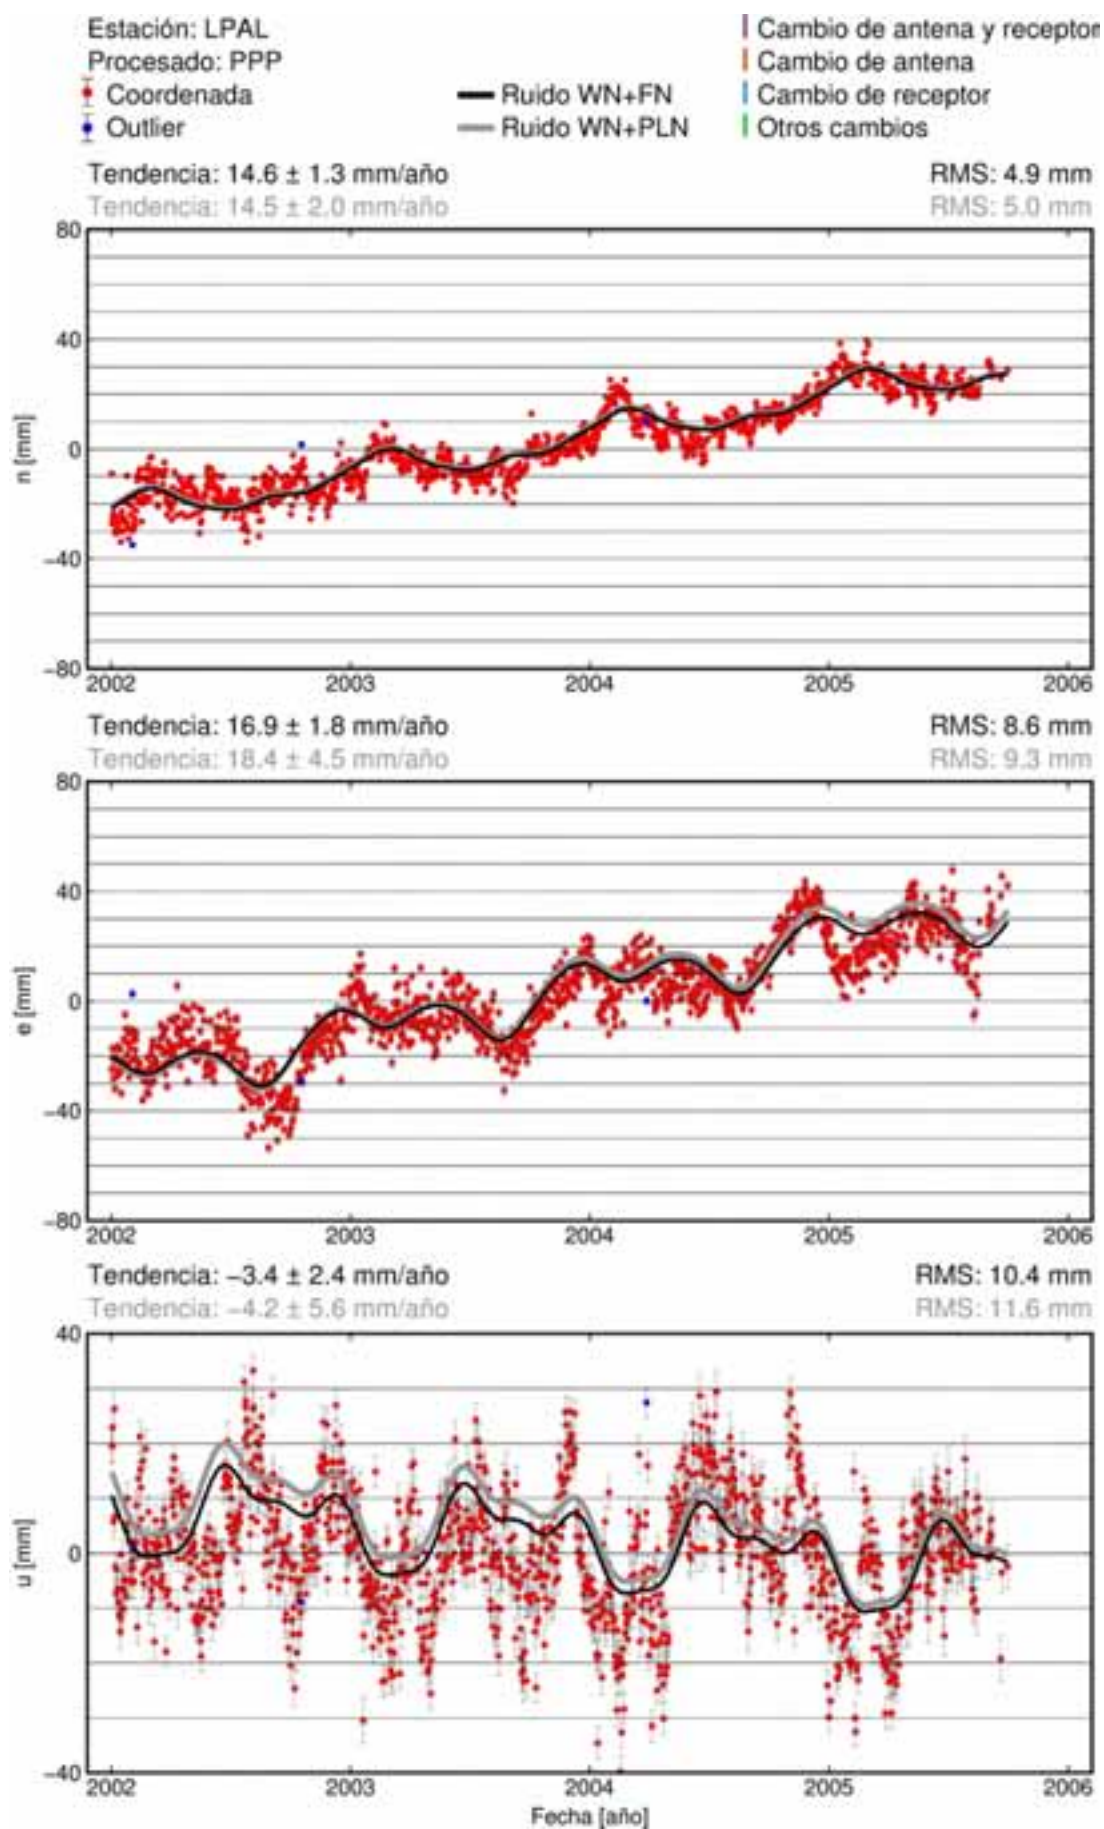 Estación: LPAL
Procesado: PPP
Coordenada
Outlier
Ruido WN+FN
Ruido WN+PLN
Cambio de antena y receptor
Cambio de antena
Cambio de receptor
Otros cambios
Tendencia: 14.6 ± 1.3 mm/año RMS: 4.9 mm
Tendencia: 14.5 ± 2.0 mm/año RMS: 5.0 mm
80
40
0
−40
−80
n [mm]
2002 2003 2004 2005 2006
Tendencia: 16.9 ± 1.8 mm/año RMS: 8.6 mm
Tendencia: 18.4 ± 4.5 mm/año RMS: 9.3 mm
80
40
0
−40
−80
e [mm]
2002 2003 2004 2005 2006
Tendencia: −3.4 ± 2.4 mm/año RMS: 10.4 mm
Tendencia: −4.2 ± 5.6 mm/año RMS: 11.6 mm
40
0
−40
u [mm]
2002 2003 2004 2005 2006
Fecha [año]